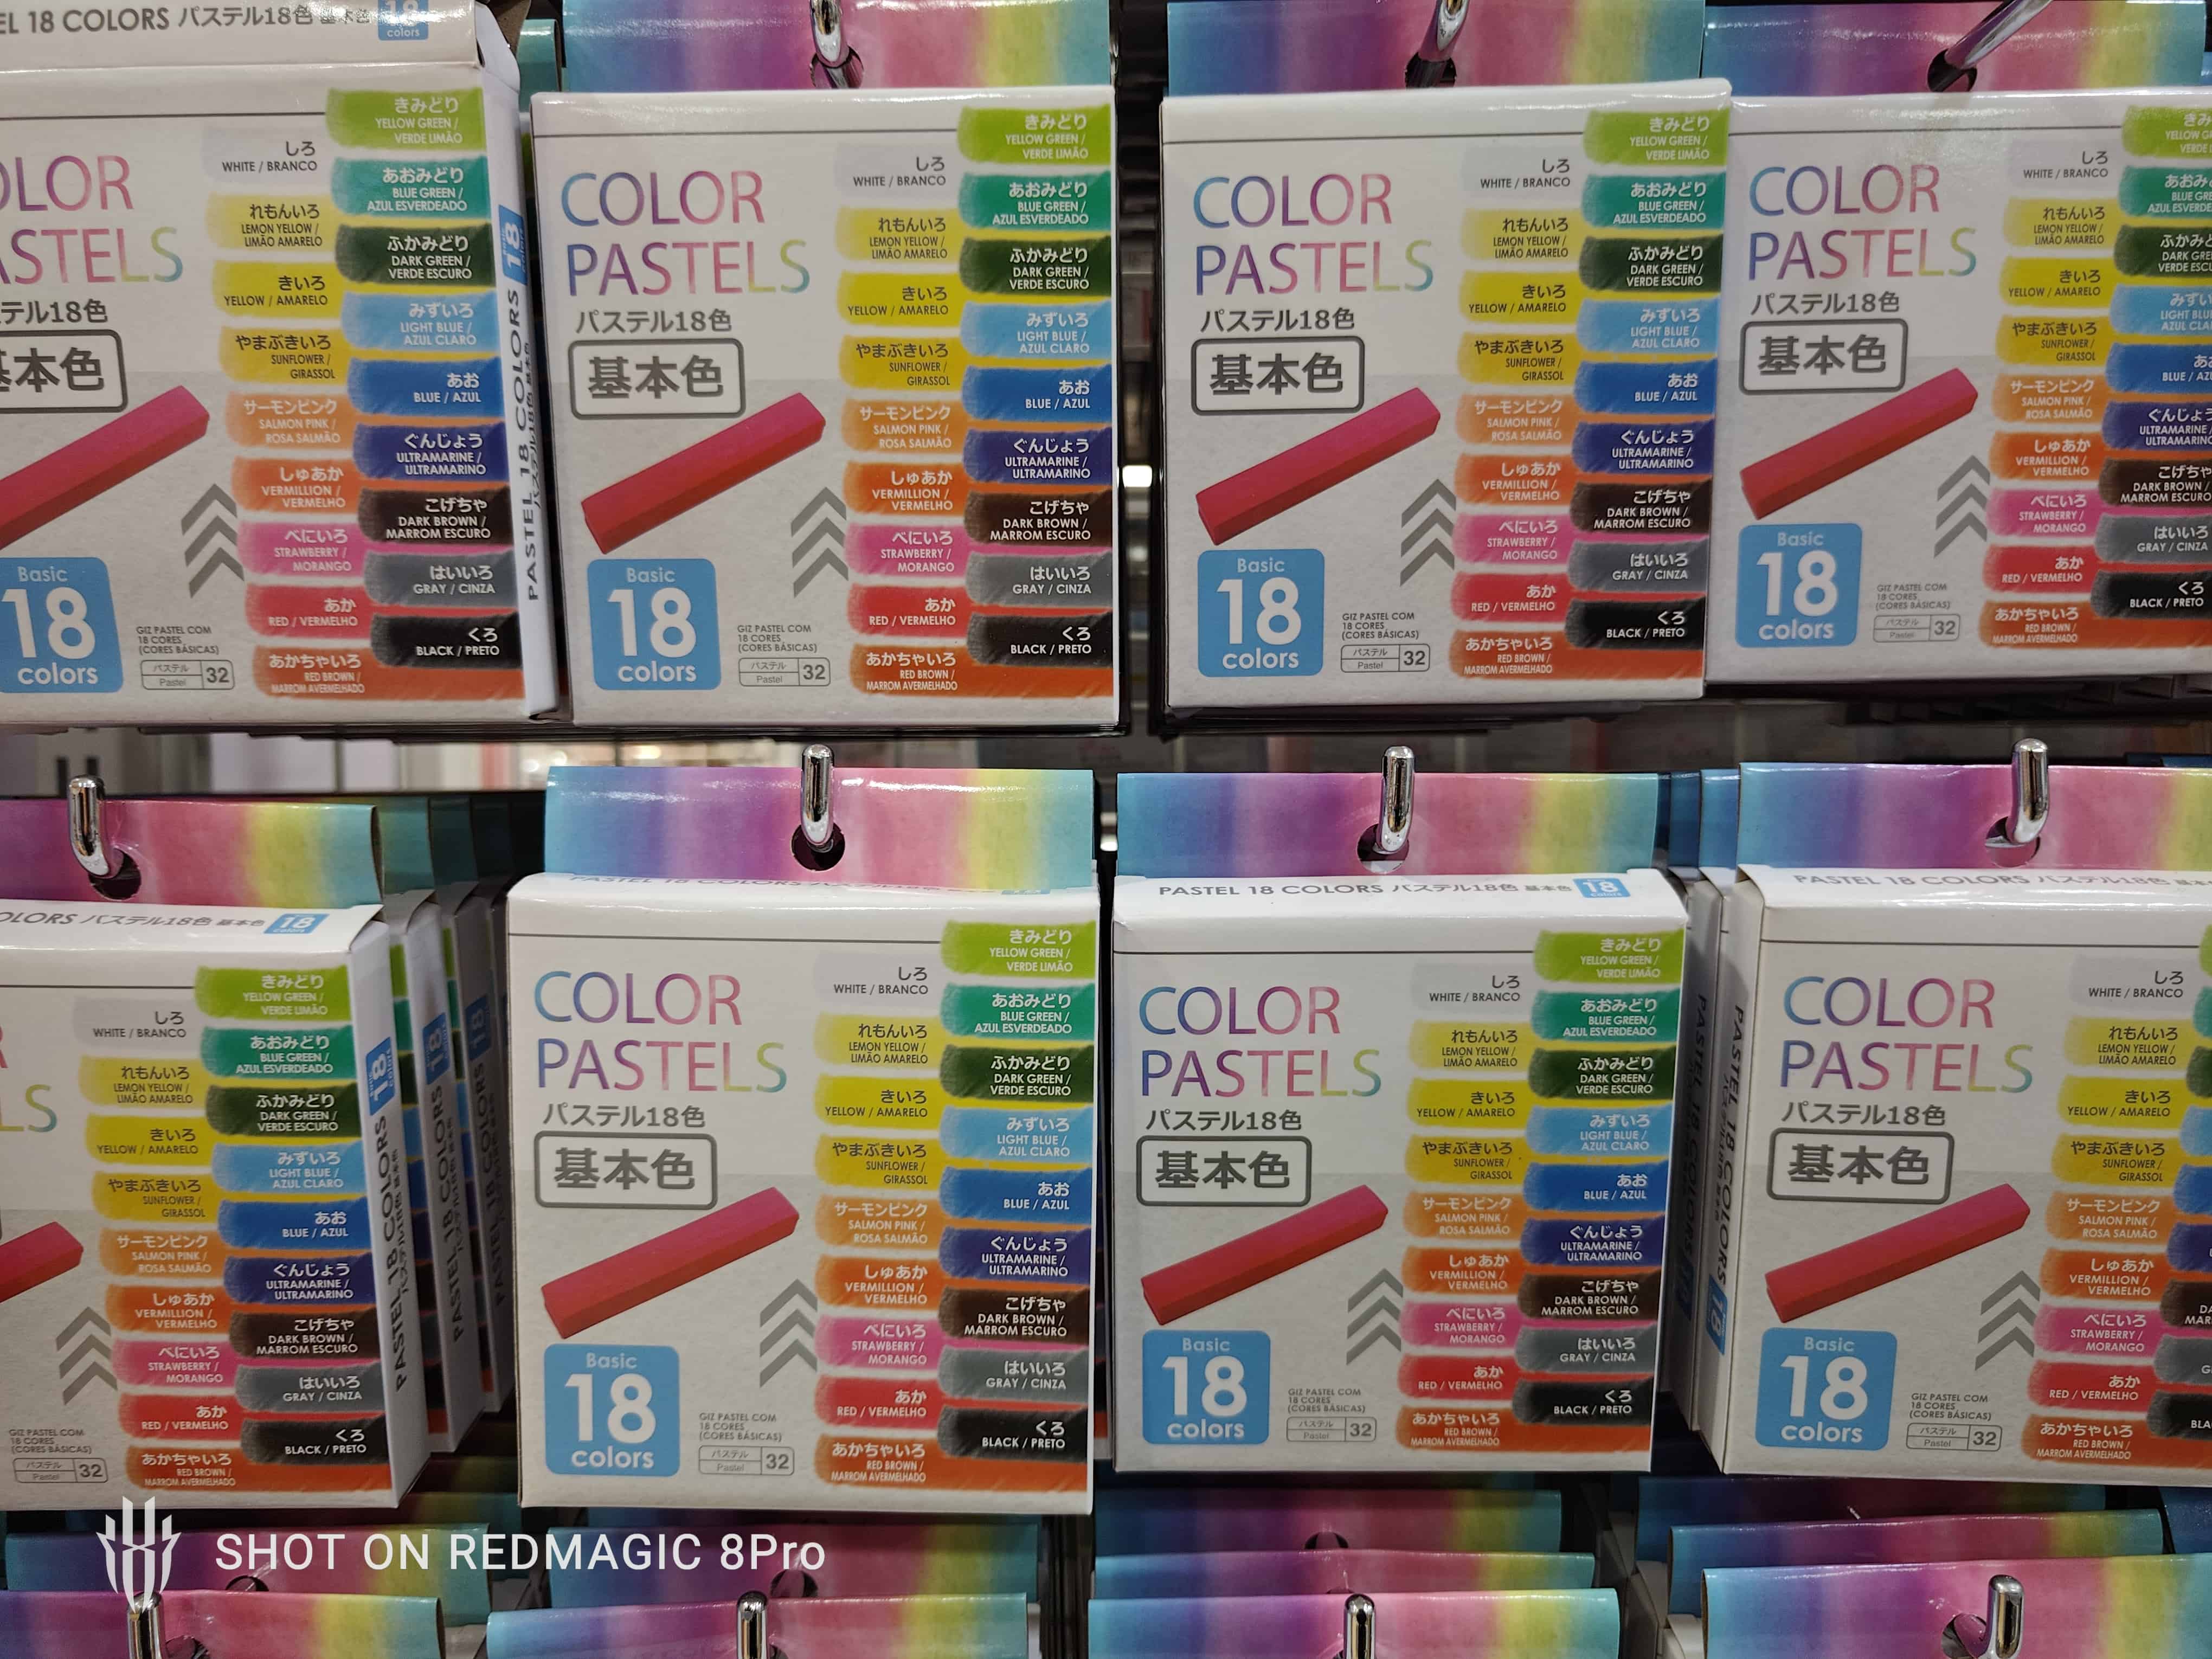 PASTEL 18 COLORS パステル18色 基本色 18 colors
COLOR
PASTELS
パステル18色
基本色
Basic
18
colors
GIZ PASTEL COM
18 CORES
(CORES BÁSICAS)
パステル
Pastel
32
しろ
WHITE / BRANCO
れもんいろ
LEMON YELLOW /
LIMÃO AMARELO
きいろ
YELLOW / AMARELO
やまぶきいろ
SUNFLOWER /
GIRASSOL
サーモンピンク
SALMON PINK /
ROSA SALMÃO
しゅあか
VERMILLION /
VERMELHO
べにいろ
STRAWBERRY /
MORANGO
あか
RED / VERMELHO
あかちゃいろ
RED BROWN /
MARROM AVERMELHADO
きみどり
YELLOW GREEN /
VERDE LIMÃO
あおみどり
BLUE GREEN /
AZUL ESVERDEADO
ふかみどり
DARK GREEN /
VERDE ESCURO
みずいろ
LIGHT BLUE /
AZUL CLARO
あお
BLUE / AZUL
ぐんじょう
ULTRAMARINE /
ULTRAMARINO
こげちゃ
DARK BROWN /
MARROM ESCURO
はいいろ
GRAY / CINZA
くろ
BLACK / PRETO
SHOT ON REDMAGIC 8Pro